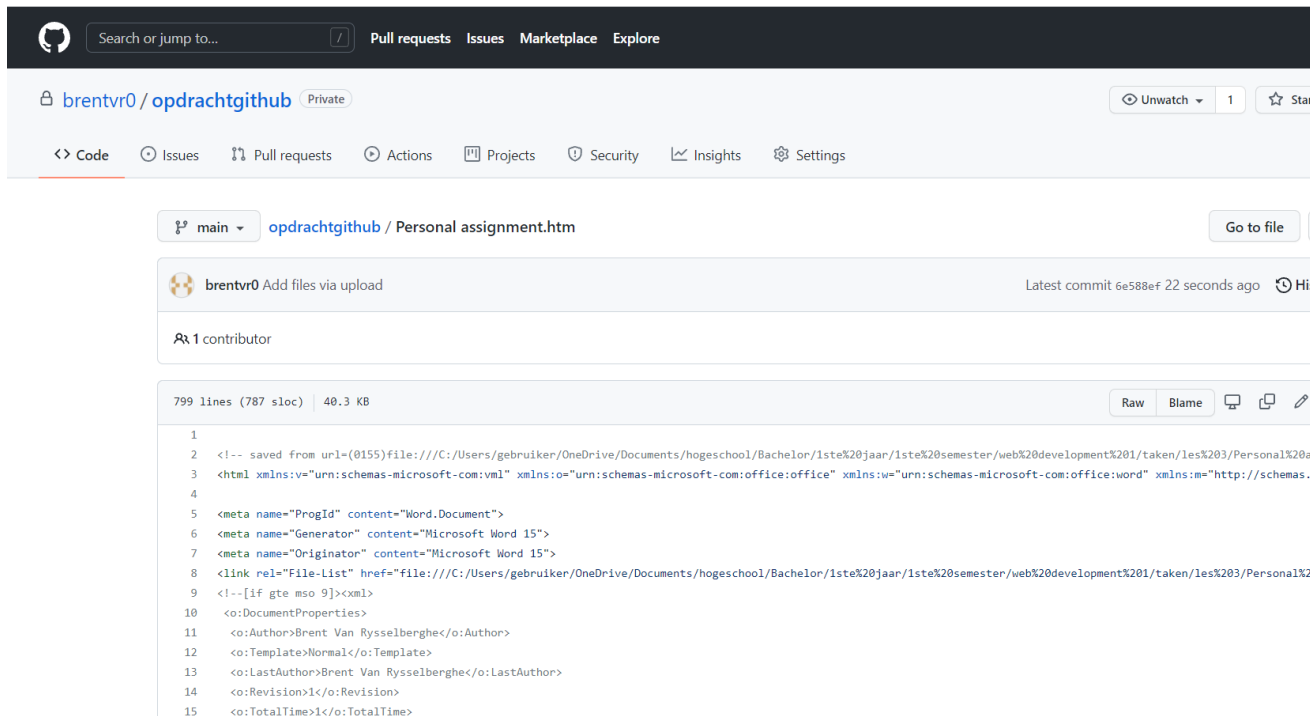 Search or jump to... / Pull requests Issues Marketplace Explore
brentvr0 / opdrachtgithub Private Unwatch 1 Star
<> Code Issues Pull requests Actions Projects Security Insights Settings
main opdrachtgithub / Personal assignment.htm Go to file
brentvr0 Add files via upload Latest commit 6e588ef 22 seconds ago His
1 contributor
799 lines (787 sloc) 40.3 KB Raw Blame
1
2 <!-- saved from url=(0155)file:///C:/Users/gebruiker/OneDrive/Documents/hogeschool/Bachelor/1ste%20jaar/1ste%20semester/web%20development%201/taken/les%203/Personal%20a
3 <html xmlns:v="urn:schemas-microsoft-com:vml" xmlns:o="urn:schemas-microsoft-com:office:office" xmlns:w="urn:schemas-microsoft-com:office:word" xmlns:m="http://schemas.
4
5 <meta name="ProgId" content="Word.Document">
6 <meta name="Generator" content="Microsoft Word 15">
7 <meta name="Originator" content="Microsoft Word 15">
8 <link rel="File-List" href="file:///C:/Users/gebruiker/OneDrive/Documents/hogeschool/Bachelor/1ste%20jaar/1ste%20semester/web%20development%201/taken/les%203/Personal%2
9 <!--[if gte mso 9]><xml>
10 <o:DocumentProperties>
11 <o:Author>Brent Van Rysselberghe</o:Author>
12 <o:Template>Normal</o:Template>
13 <o:LastAuthor>Brent Van Rysselberghe</o:LastAuthor>
14 <o:Revision>1</o:Revision>
15 <o:TotalTime>1</o:TotalTime>